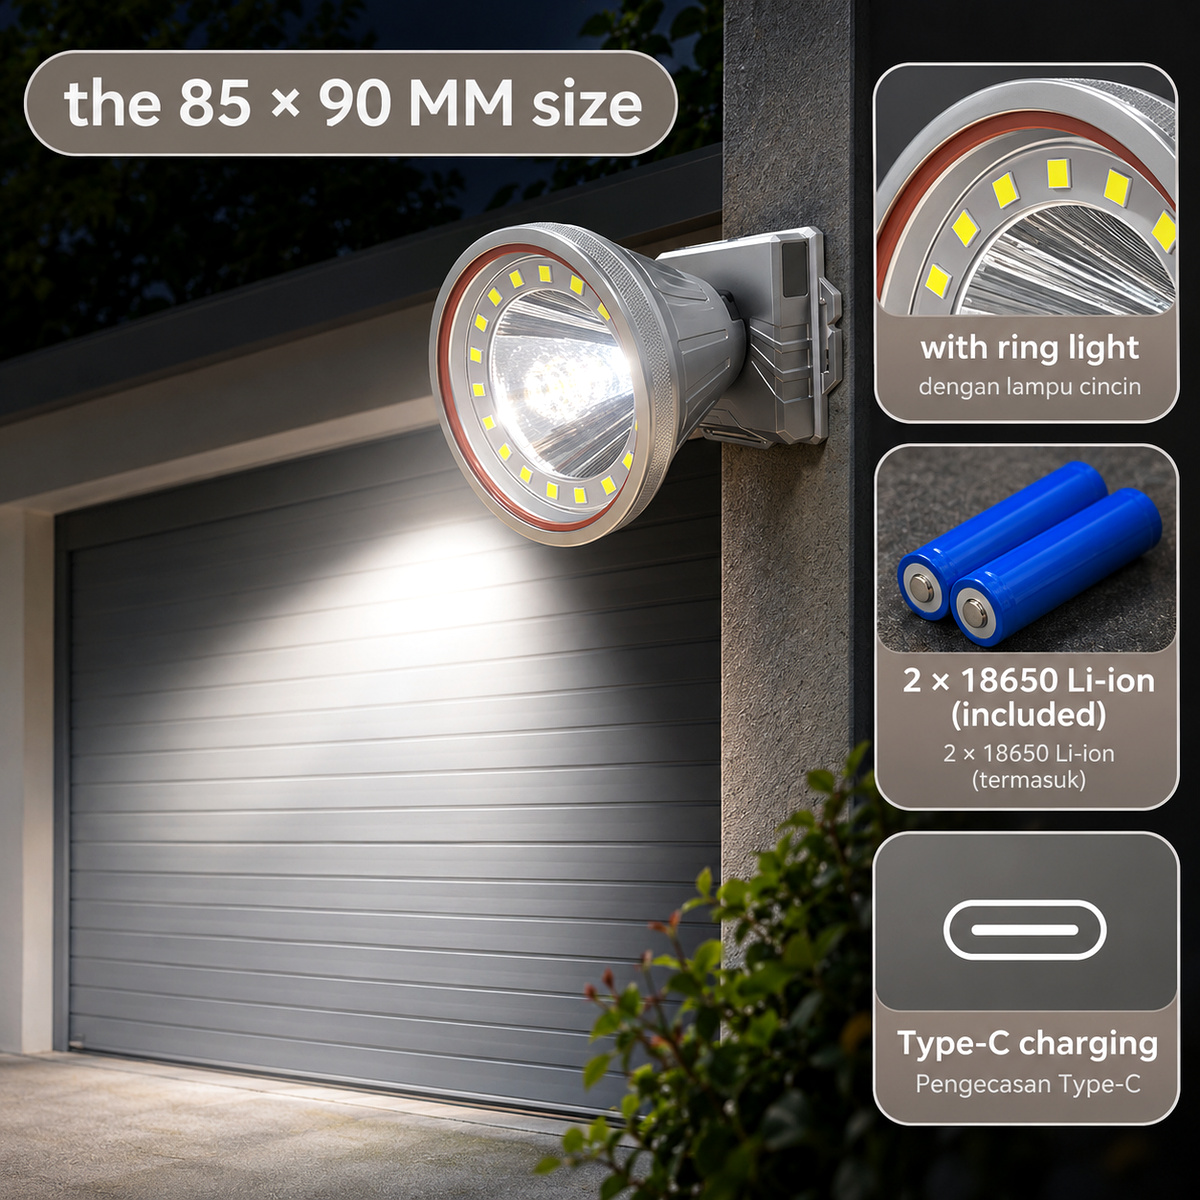 the 85 × 90 MM size
with ring light
dengan lampu cincin
2 × 18650 Li-ion
(included)
2 × 18650 Li-ion
(termasuk)
Type-C charging
Pengecasan Type-C